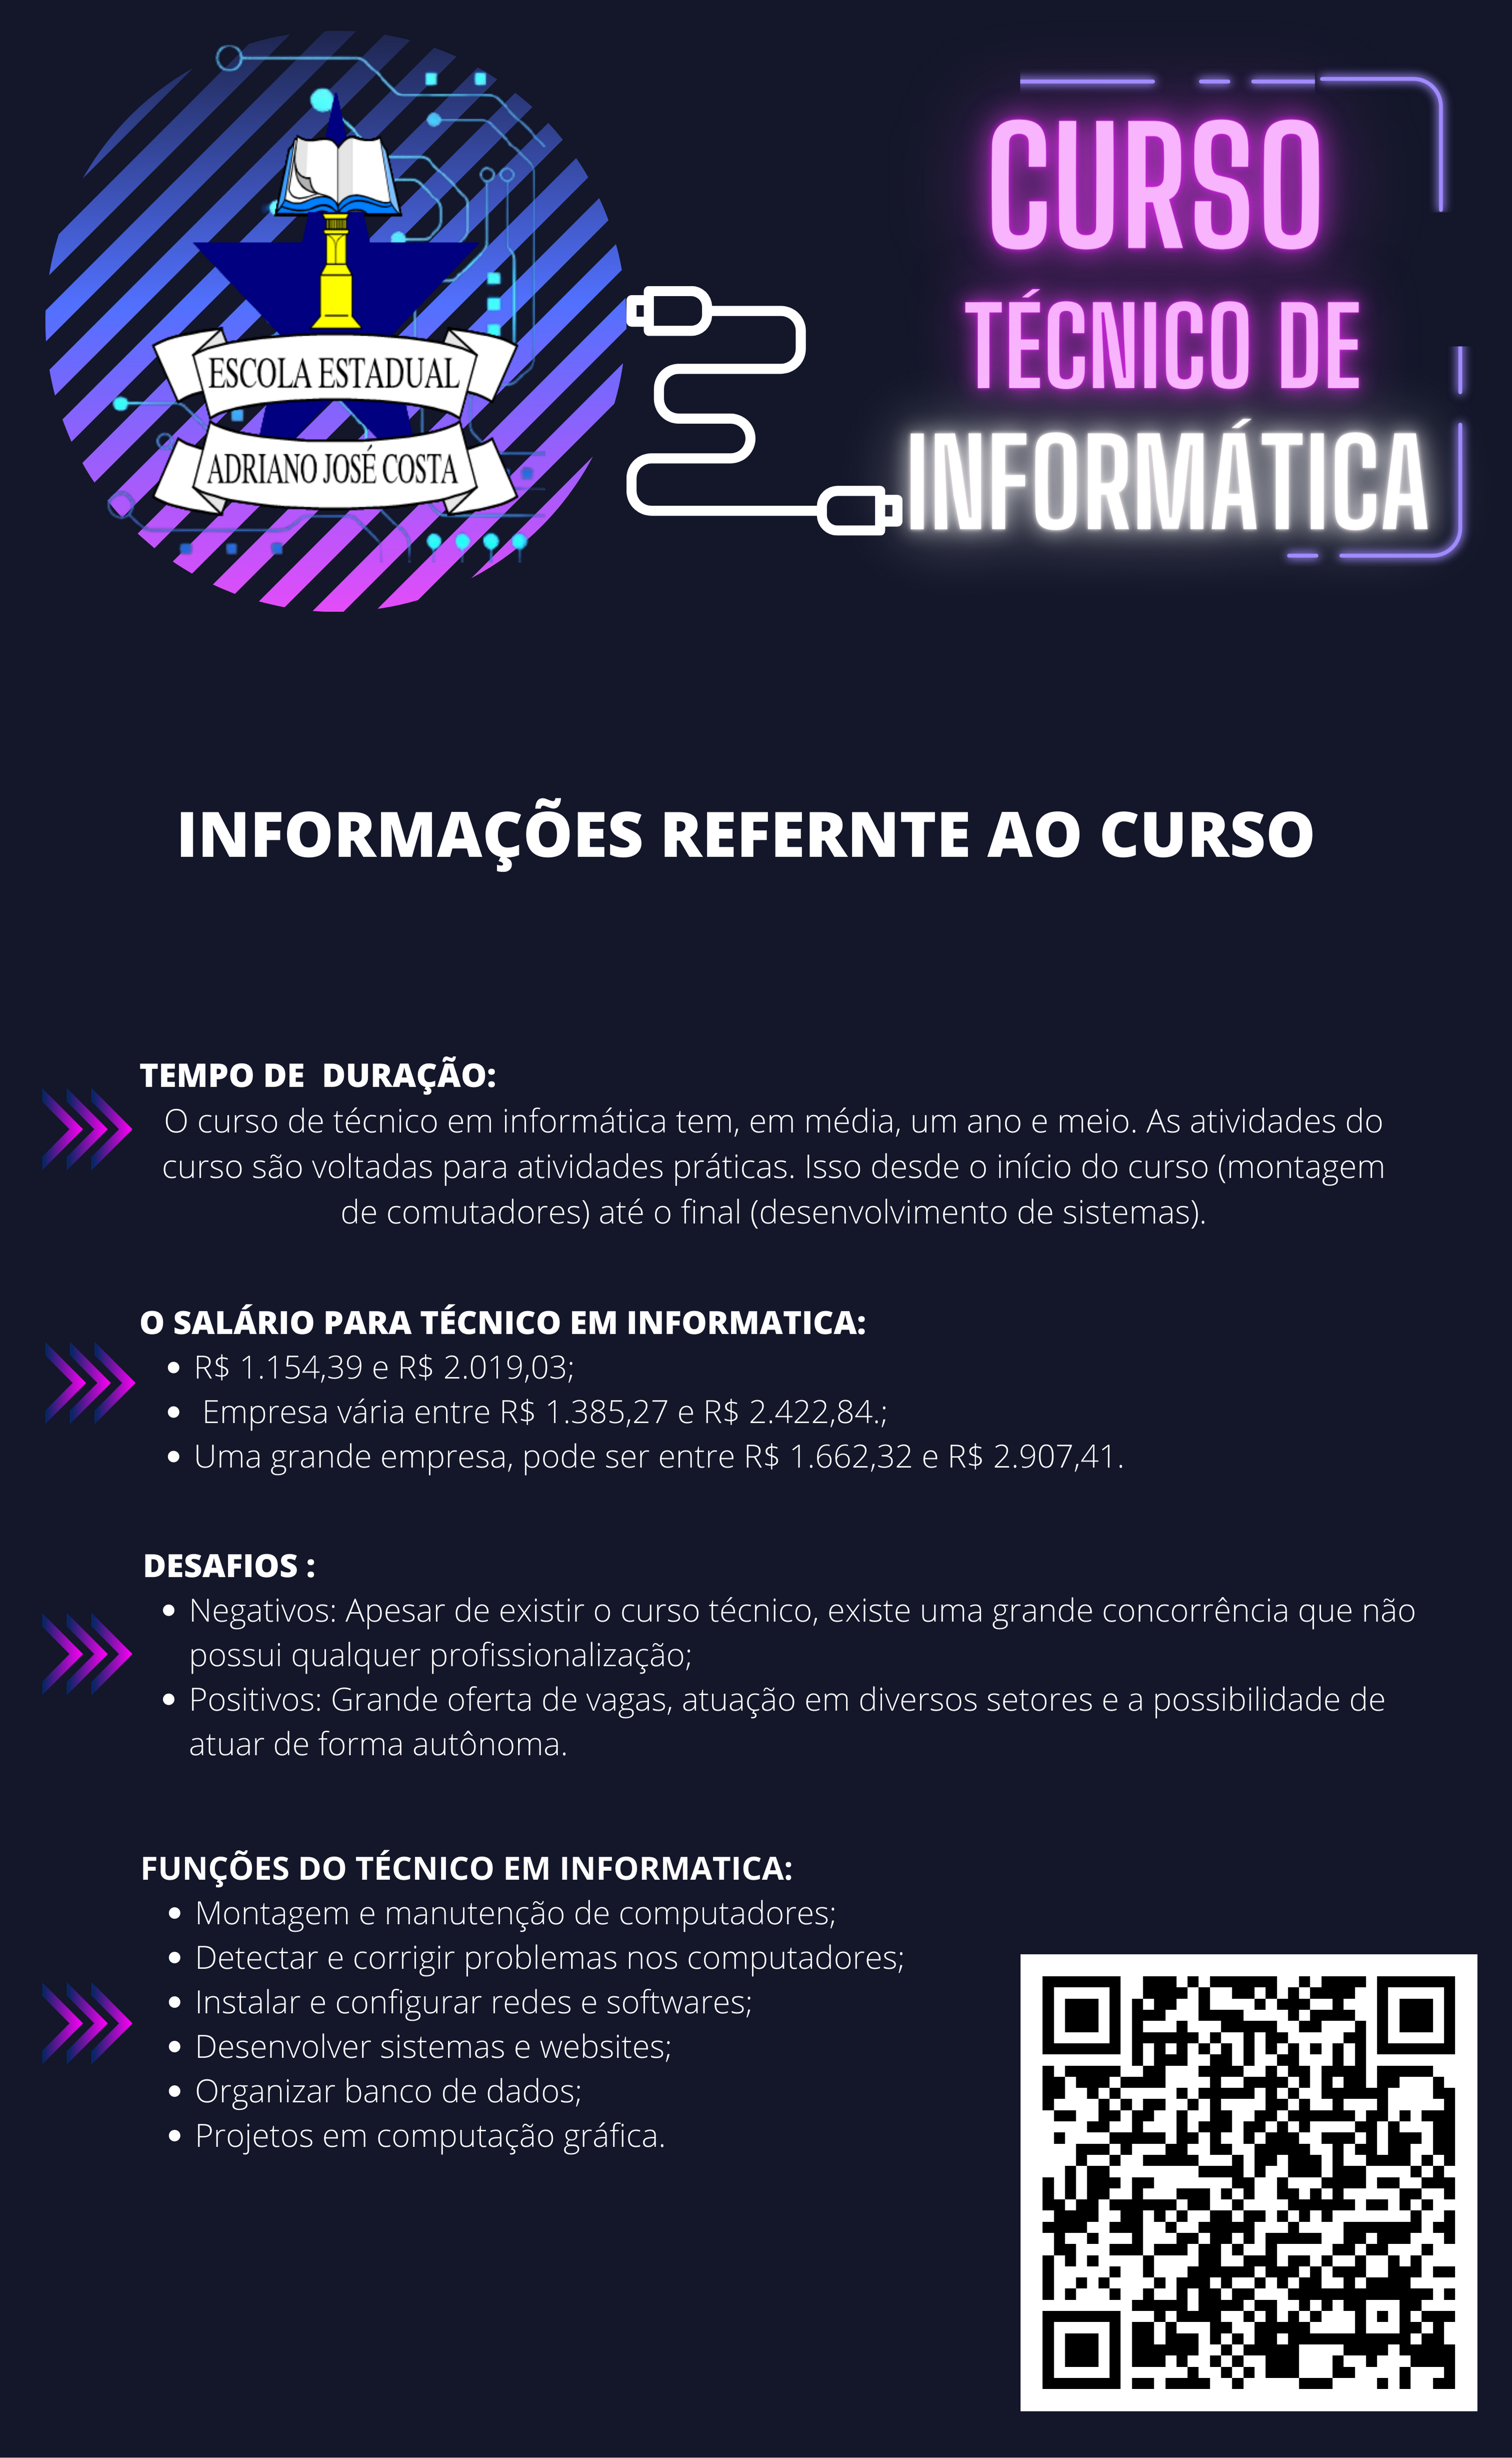 ESCOLA ESTADUAL
ADRIANO JOSÉ COSTA
CURSO
TÉCNICO DE
INFORMÁTICA
INFORMAÇÕES REFERNTE AO CURSO
TEMPO DE  DURAÇÃO:
O curso de técnico em informática tem, em média, um ano e meio. As atividades do
curso são voltadas para atividades práticas. Isso desde o início do curso (montagem
de comutadores) até o final (desenvolvimento de sistemas).
O SALÁRIO PARA TÉCNICO EM INFORMATICA:
• R$ 1.154,39 e R$ 2.019,03;
• Empresa vária entre R$ 1.385,27 e R$ 2.422,84.;
• Uma grande empresa, pode ser entre R$ 1.662,32 e R$ 2.907,41.
DESAFIOS :
• Negativos: Apesar de existir o curso técnico, existe uma grande concorrência que não
possui qualquer profissionalização;
• Positivos: Grande oferta de vagas, atuação em diversos setores e a possibilidade de
atuar de forma autônoma.
FUNÇÕES DO TÉCNICO EM INFORMATICA:
• Montagem e manutenção de computadores;
• Detectar e corrigir problemas nos computadores;
• Instalar e configurar redes e softwares;
• Desenvolver sistemas e websites;
• Organizar banco de dados;
• Projetos em computação gráfica.